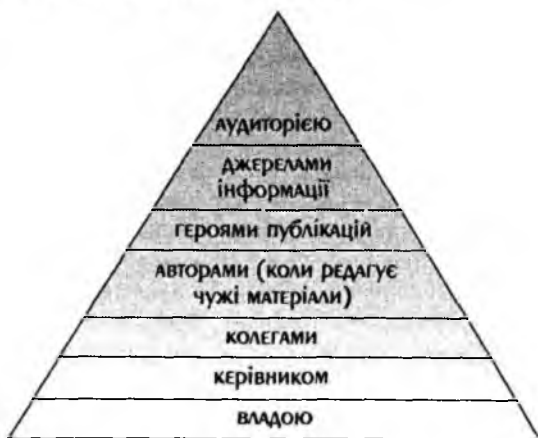 аудиторією
джерелами
інформації
героями публікацій
авторами (коли редагує
чужі матеріали)
колегами
керівником
владою